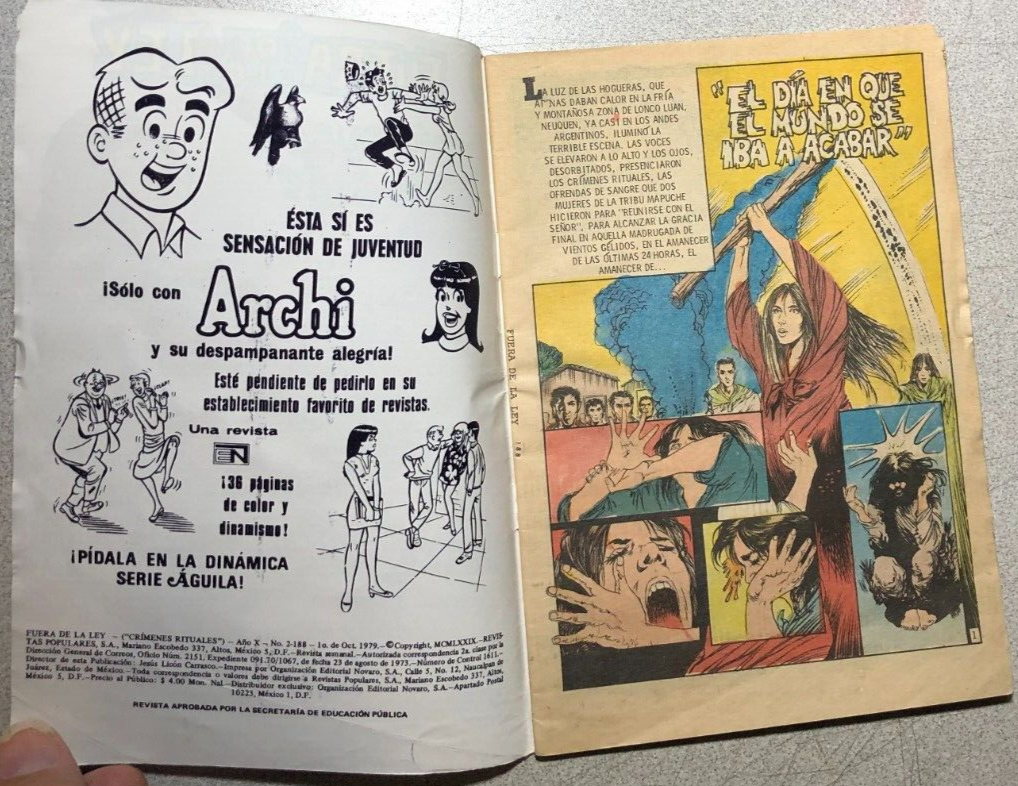 ÉSTA SÍ ES
SENSACIÓN DE JUVENTUD
¡Sólo con
Archi
y su despampanante alegría!
Esté pendiente de pedirlo en su
establecimiento favorito de revistas.
Una revista
EN
¡36 páginas
de color y
dinamismo!
¡PÍDALA EN LA DINÁMICA
SERIE ÁGUILA!
FUERA DE LA LEY — ("CRÍMENES RITUALES") — Año X — No. 2-188 — 1o. de Oct. 1979.— © Copyright, MCMLXXIX.—REVIS-
TAS POPULARES, S.A., Mariano Escobedo 337, Altos, México 5, D.F.—Revista semanal.—Autorizada correspondencia 2a. clase por la
Dirección General de Correos, Oficio Núm. 2151, Expediente 091.70/1067, de fecha 23 de agosto de 1973.—Número de Control 1611.—
Director de esta Publicación: Jesús Licón Carrasco.—Impresa por Organización Editorial Novaro, S.A., Calle 5, No. 12, Naucalpan de
Juárez, Estado de México.—Toda correspondencia o valores debe dirigirse a Revistas Populares, S.A., Mariano Escobedo 337, Altos,
México 5, D.F.—Precio al Público: $ 4.00 Mon. Nal.—Distribuidor exclusivo: Organización Editorial Novaro, S.A.—Apartado Postal
10223, México 1, D.F.
REVISTA APROBADA POR LA SECRETARÍA DE EDUCACIÓN PÚBLICA
FUERA DE LA LEY 188
LA LUZ DE LAS HOGUERAS, QUE
APENAS DABAN CALOR EN LA FRÍA
Y MONTAÑOSA ZONA DE LONCO LUAN,
NEUQUEN, YA CASI EN LOS ANDES
ARGENTINOS, ILUMINÓ LA
TERRIBLE ESCENA. LAS VOCES
SE ELEVARON A LO ALTO Y LOS OJOS,
DESORBITADOS, PRESENCIARON
LOS CRÍMENES RITUALES, LAS
OFRENDAS DE SANGRE QUE DOS
MUJERES DE LA TRIBU MAPUCHE
HICIERON PARA "REUNIRSE CON EL
SEÑOR", PARA ALCANZAR LA GRACIA
FINAL EN AQUELLA MADRUGADA DE
VIENTOS GÉLIDOS, EN EL AMANECER
DE LAS ÚLTIMAS 24 HORAS, EL
AMANECER DE...
"EL DÍA EN QUE
EL MUNDO SE
IBA A ACABAR"
1